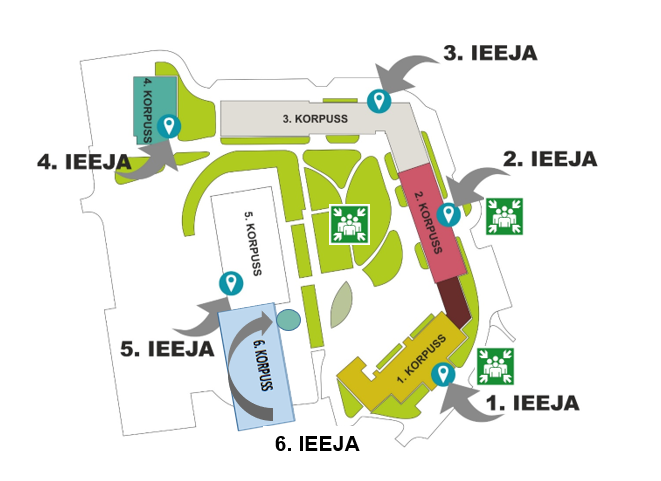 3. IEEJA
4. KORPUSS
3. KORPUSS
4. IEEJA
2. IEEJA
2. KORPUSS
5. KORPUSS
5. IEEJA
6. KORPUSS
1. KORPUSS
1. IEEJA
6. IEEJA